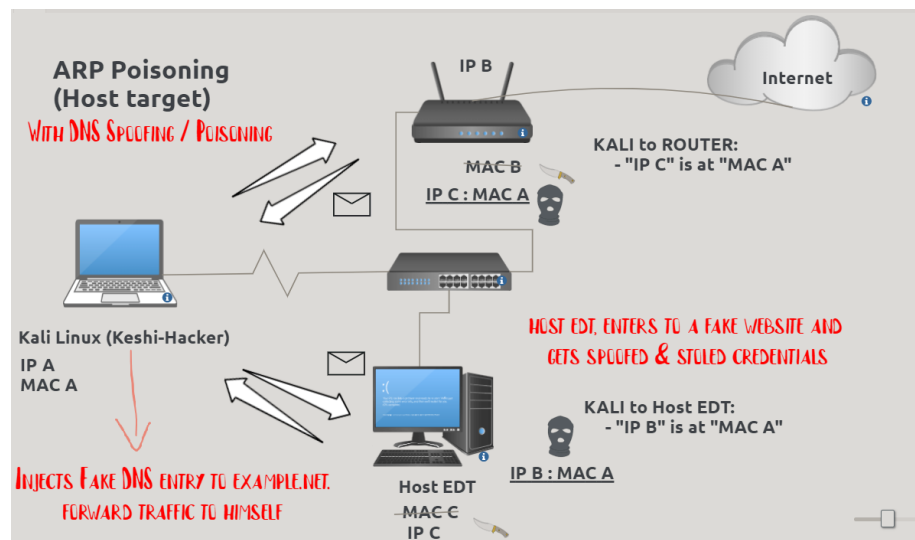 ARP Poisoning
(Host target)
With DNS Spoofing / Poisoning
IP B
Internet
MAC B
IP C : MAC A
KALI to ROUTER:
- "IP C" is at "MAC A"
Kali Linux (Keshi-Hacker)
IP A
MAC A
HOST EDT, ENTERS TO A FAKE WEBSITE AND
GETS SPOOFED & STOLED CREDENTIALS
KALI to Host EDT:
- "IP B" is at "MAC A"
IP B : MAC A
Injects Fake DNS entry to example.net.
forward traffic to himself
:(
Host EDT
MAC C
IP C